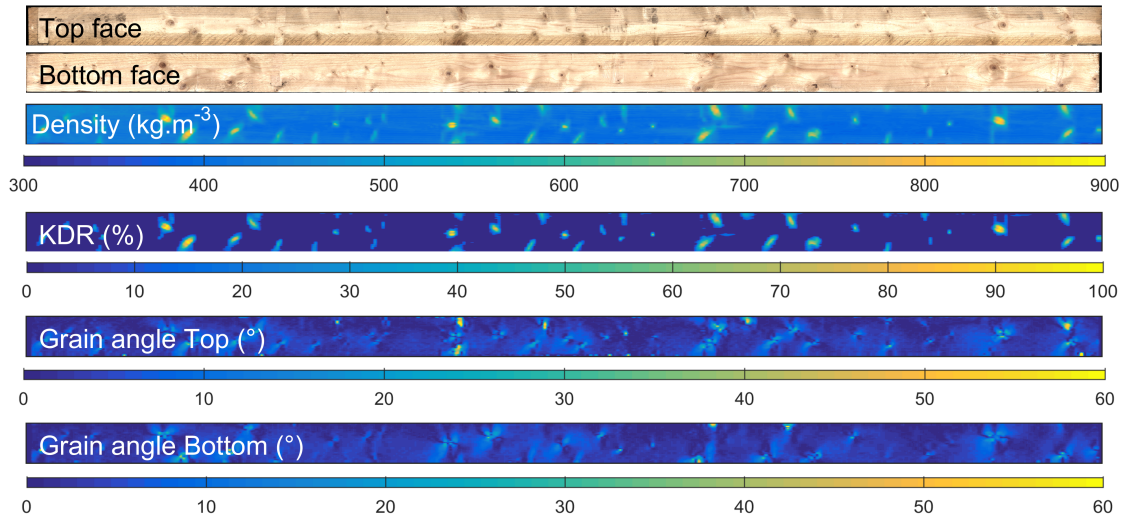 Top face
Bottom face
Density (kg.m⁻³)
300 400 500 600 700 800 900
KDR (%)
0 10 20 30 40 50 60 70 80 90 100
Grain angle Top (°)
0 10 20 30 40 50 60
Grain angle Bottom (°)
0 10 20 30 40 50 60